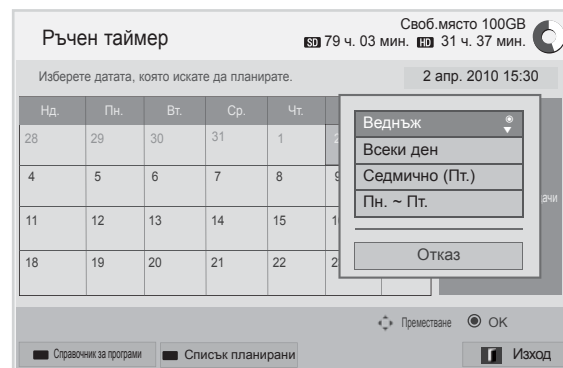 Ръчен таймер
Своб.място 100GB
SD 79 ч. 03 мин. HD 31 ч. 37 мин.
Изберете датата, която искате да планирате.
2 апр. 2010 15:30
Нд. Пн. Вт. Ср. Чт.
28 29 30 31 1 2
4 5 6 7 8 9
11 12 13 14 15
18 19 20 21 22
Веднъж
Всеки ден
Седмично (Пт.)
Пн. ~ Пт.
Отказ
Преместване OK
Справочник за програми Списък планирани Изход